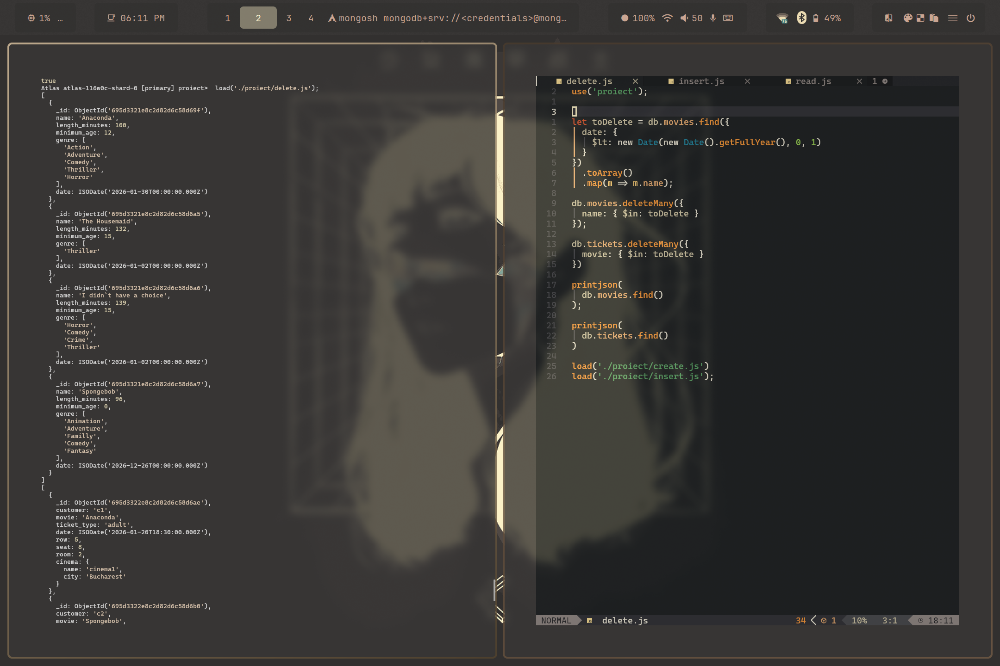 1% …
06:11 PM
1 2 3 4 mongosh mongodb+srv://<credentials>@mong…
100% 50
75 49%
true
Atlas atlas-116w0c-shard-0 [primary] proiect>  load('./proiect/delete.js');
[
  {
    _id: ObjectId('695d3321e8c2d82d6c58d69f'),
    name: 'Anaconda',
    length_minutes: 100,
    minimum_age: 12,
    genre: [
      'Action',
      'Adventure',
      'Comedy',
      'Thriller',
      'Horror'
    ],
    date: ISODate('2026-01-30T00:00:00.000Z')
  },
  {
    _id: ObjectId('695d3321e8c2d82d6c58d6a5'),
    name: 'The Housemaid',
    length_minutes: 132,
    minimum_age: 15,
    genre: [
      'Thriller'
    ],
    date: ISODate('2026-01-02T00:00:00.000Z')
  },
  {
    _id: ObjectId('695d3321e8c2d82d6c58d6a6'),
    name: 'I didn`t have a choice',
    length_minutes: 139,
    minimum_age: 15,
    genre: [
      'Horror',
      'Comedy',
      'Crime',
      'Thriller'
    ],
    date: ISODate('2026-01-02T00:00:00.000Z')
  },
  {
    _id: ObjectId('695d3321e8c2d82d6c58d6a7'),
    name: 'Spongebob',
    length_minutes: 96,
    minimum_age: 0,
    genre: [
      'Animation',
      'Adventure',
      'Familly',
      'Comedy',
      'Fantasy'
    ],
    date: ISODate('2026-12-26T00:00:00.000Z')
  }
]
[
  {
    _id: ObjectId('695d3322e8c2d82d6c58d6ae'),
    customer: 'c1',
    movie: 'Anaconda',
    ticket_type: 'adult',
    date: ISODate('2026-01-20T18:30:00.000Z'),
    row: 5,
    seat: 8,
    room: 2,
    cinema: {
      name: 'cinema1',
      city: 'Bucharest'
    }
  },
  {
    _id: ObjectId('695d3322e8c2d82d6c58d6b0'),
    customer: 'c2',
    movie: 'Spongebob',
delete.js insert.js read.js 1
2 use('proiect');
1
3
1 let toDelete = db.movies.find({
2   date: {
3     $lt: new Date(new Date().getFullYear(), 0, 1)
4   }
5 })
6   .toArray()
7   .map(m => m.name);
8
9 db.movies.deleteMany({
10   name: { $in: toDelete }
11 });
12
13 db.tickets.deleteMany({
14   movie: { $in: toDelete }
15 })
16
17 printjson(
18   db.movies.find()
19 );
20
21 printjson(
22   db.tickets.find()
23 )
24
25 load('./proiect/create.js')
26 load('./proiect/insert.js');
NORMAL delete.js 34 1 10% 3:1 18:11